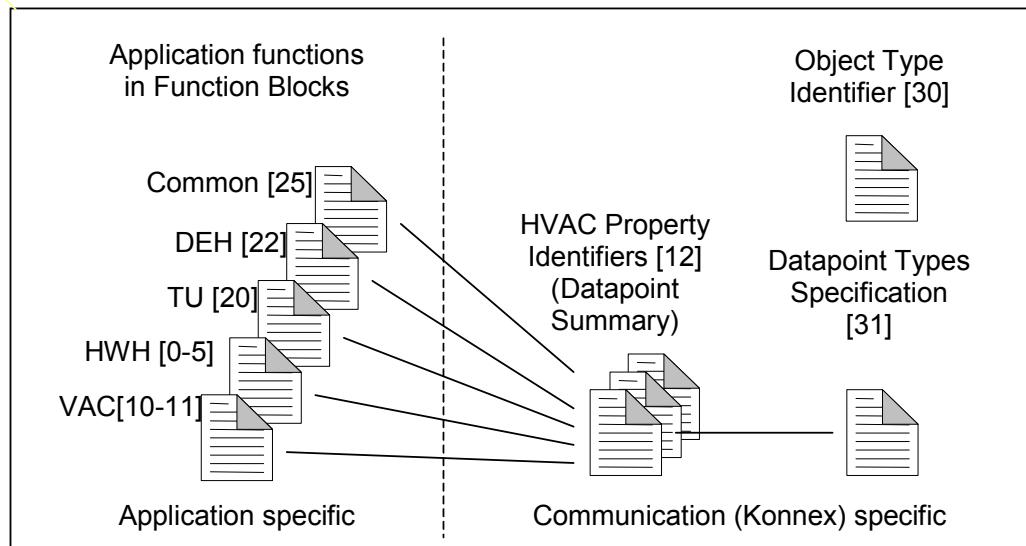 Application functions
in Function Blocks
Common [25]
DEH [22]
TU [20]
HWH [0-5]
VAC[10-11]
Application specific
Object Type
Identifier [30]
HVAC Property
Identifiers [12]
(Datapoint
Summary)
Datapoint Types
Specification
[31]
Communication (Konnex) specific